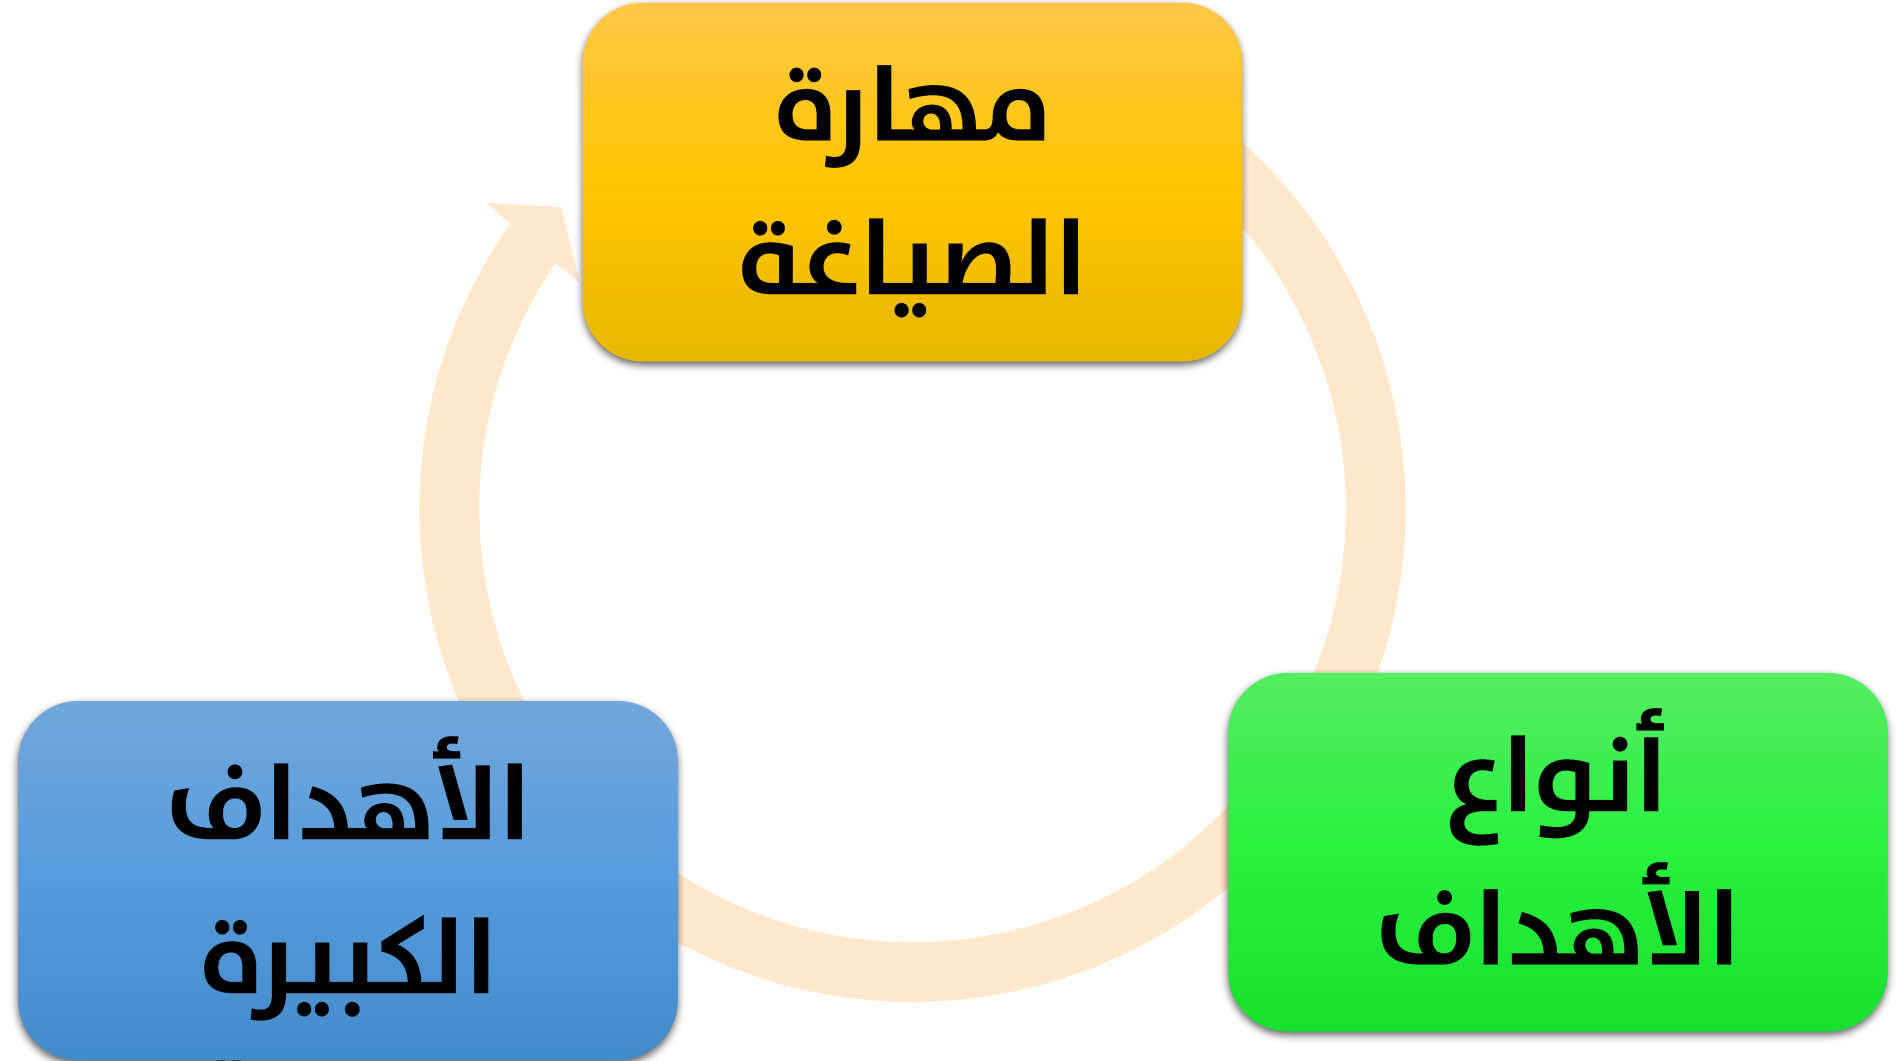 مهارة
الصياغة
أنواع
الأهداف
الأهداف
الكبيرة